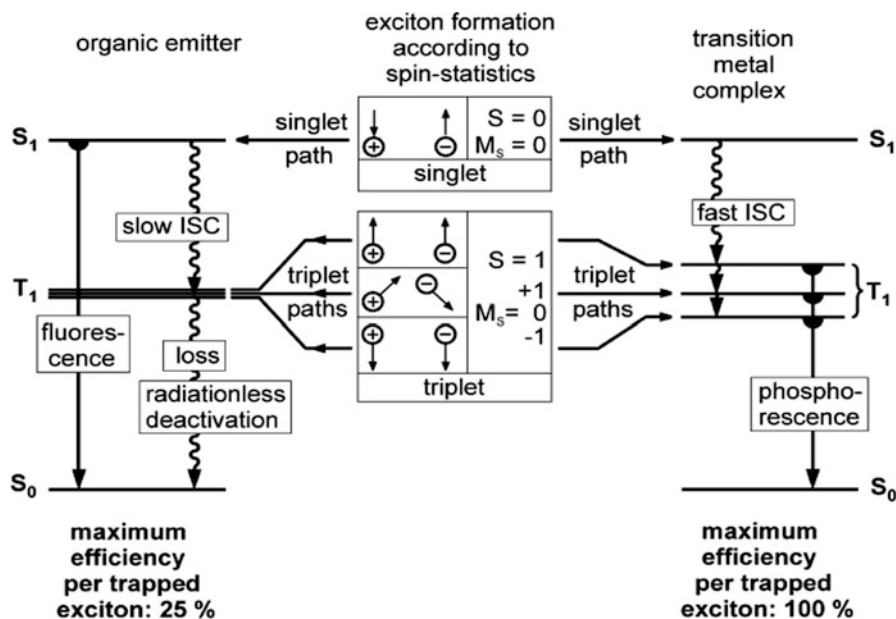 organic emitter
exciton formation
according to
spin-statistics
transition
metal
complex
S₁
singlet
path
↓ ↑
⊕ ⊖
S = 0
Mₛ = 0
singlet
singlet
path
S₁
slow ISC
fast ISC
T₁
triplet
paths
⊕ ⊖
⊕ ⊖
⊕ ⊖
S = 1
+1
Mₛ= 0
-1
triplet
triplet
paths
T₁
fluores-
cence
loss
radiationless
deactivation
phospho-
rescence
S₀
S₀
maximum
efficiency
per trapped
exciton: 25 %
maximum
efficiency
per trapped
exciton: 100 %